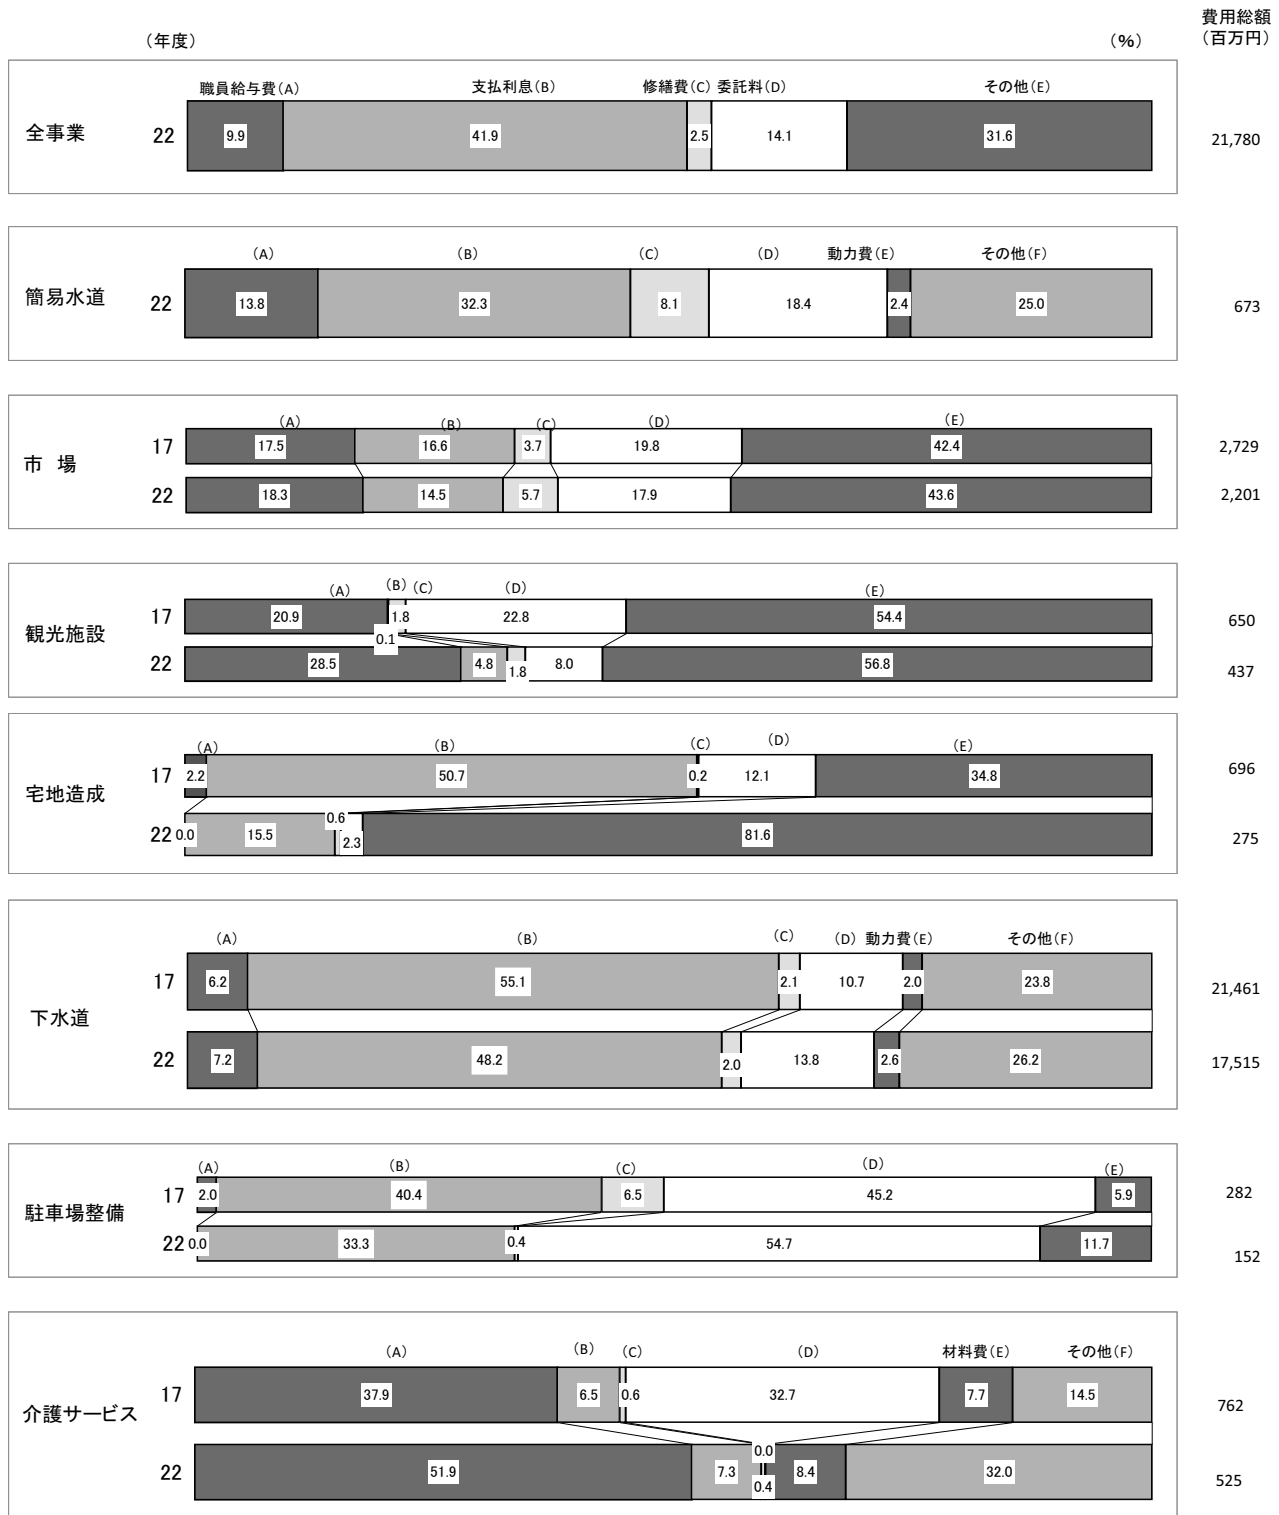 費用総額
（年度） （%） （百万円）
職員給与費(A) 支払利息(B) 修繕費(C) 委託料(D) その他(E)
全事業 22 9.9 41.9 2.5 14.1 31.6 21,780
(A) (B) (C) (D) 動力費(E) その他(F)
簡易水道 22 13.8 32.3 8.1 18.4 2.4 25.0 673
(A) (B) (C) (D) (E)
17 17.5 16.6 3.7 19.8 42.4 2,729
市 場
22 18.3 14.5 5.7 17.9 43.6 2,201
(A) (B) (C) (D) (E)
17 20.9 0.1 1.8 22.8 54.4 650
観光施設
22 28.5 4.8 1.8 8.0 56.8 437
(A) (B) (C) (D) (E)
17 2.2 50.7 0.2 12.1 34.8 696
宅地造成
22 0.0 15.5 0.6 2.3 81.6 275
(A) (B) (C) (D) 動力費(E) その他(F)
17 6.2 55.1 2.1 10.7 2.0 23.8 21,461
下水道
22 7.2 48.2 2.0 13.8 2.6 26.2 17,515
(A) (B) (C) (D) (E)
17 2.0 40.4 6.5 45.2 5.9 282
駐車場整備
22 0.0 33.3 0.4 54.7 11.7 152
(A) (B) (C) (D) 材料費(E) その他(F)
17 37.9 6.5 0.6 32.7 7.7 14.5 762
介護サービス
22 51.9 7.3 0.0 0.4 8.4 32.0 525